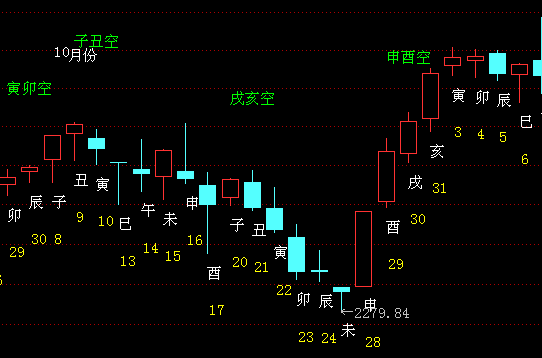 子丑空
10月份
申酉空
寅卯空
戌亥空
卯
辰
子
丑
寅
巳
午
未
申
酉
子
丑
寅
卯
辰
未
申
酉
戌
亥
寅
卯
辰
巳
29
30
8
9
10
13
14
15
16
17
20
21
22
23
24
28
29
30
31
3
4
5
6
←2279.84